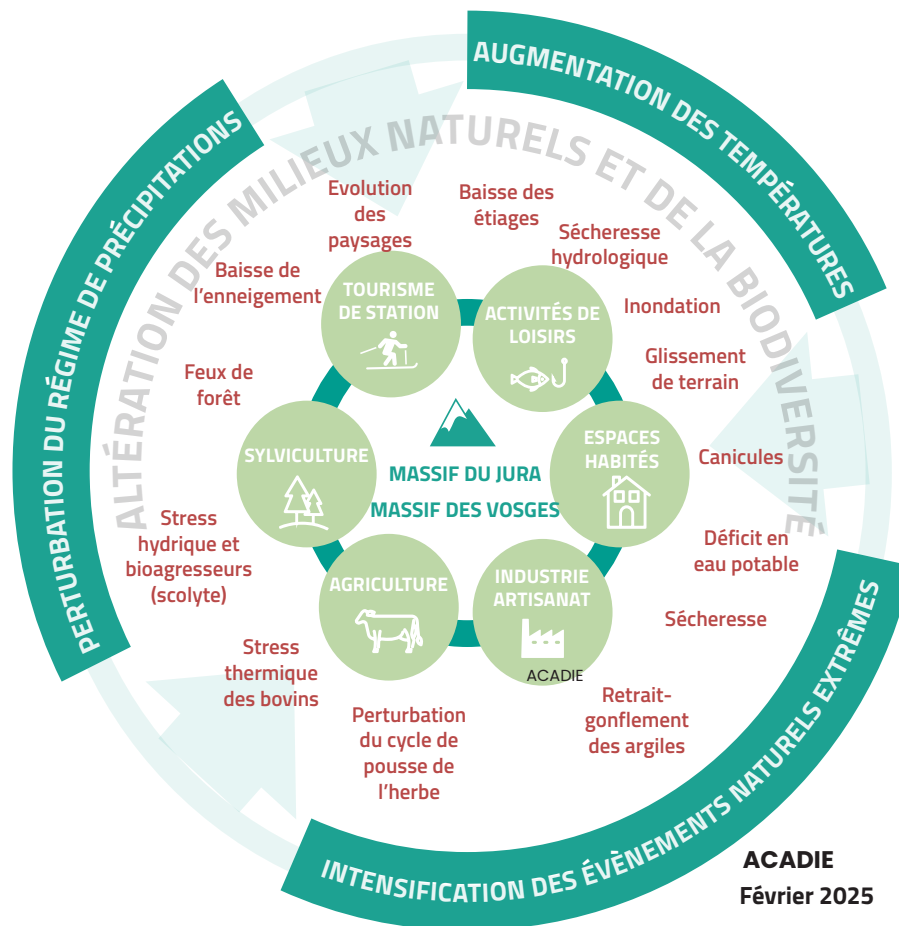 AUGMENTATION DES TEMPÉRATURES
PERTURBATION DU RÉGIME DE PRÉCIPITATIONS
INTENSIFICATION DES ÉVÈNEMENTS NATURELS EXTRÊMES
ALTÉRATION DES MILIEUX NATURELS ET DE LA BIODIVERSITÉ
Evolution
des
paysages
Baisse des
étiages
Sécheresse
hydrologique
Baisse de
l’enneigement
Inondation
Glissement
de terrain
Feux de
forêt
Canicules
Stress
hydrique et
bioagresseurs
(scolyte)
Déficit en
eau potable
Sécheresse
Stress
thermique
des bovins
Retrait-
gonflement
des argiles
Perturbation
du cycle de
pousse de
l’herbe
TOURISME
DE STATION
ACTIVITÉS DE
LOISIRS
SYLVICULTURE
ESPACES
HABITÉS
MASSIF DU JURA
MASSIF DES VOSGES
AGRICULTURE
INDUSTRIE
ARTISANAT
ACADIE
ACADIE
Février 2025